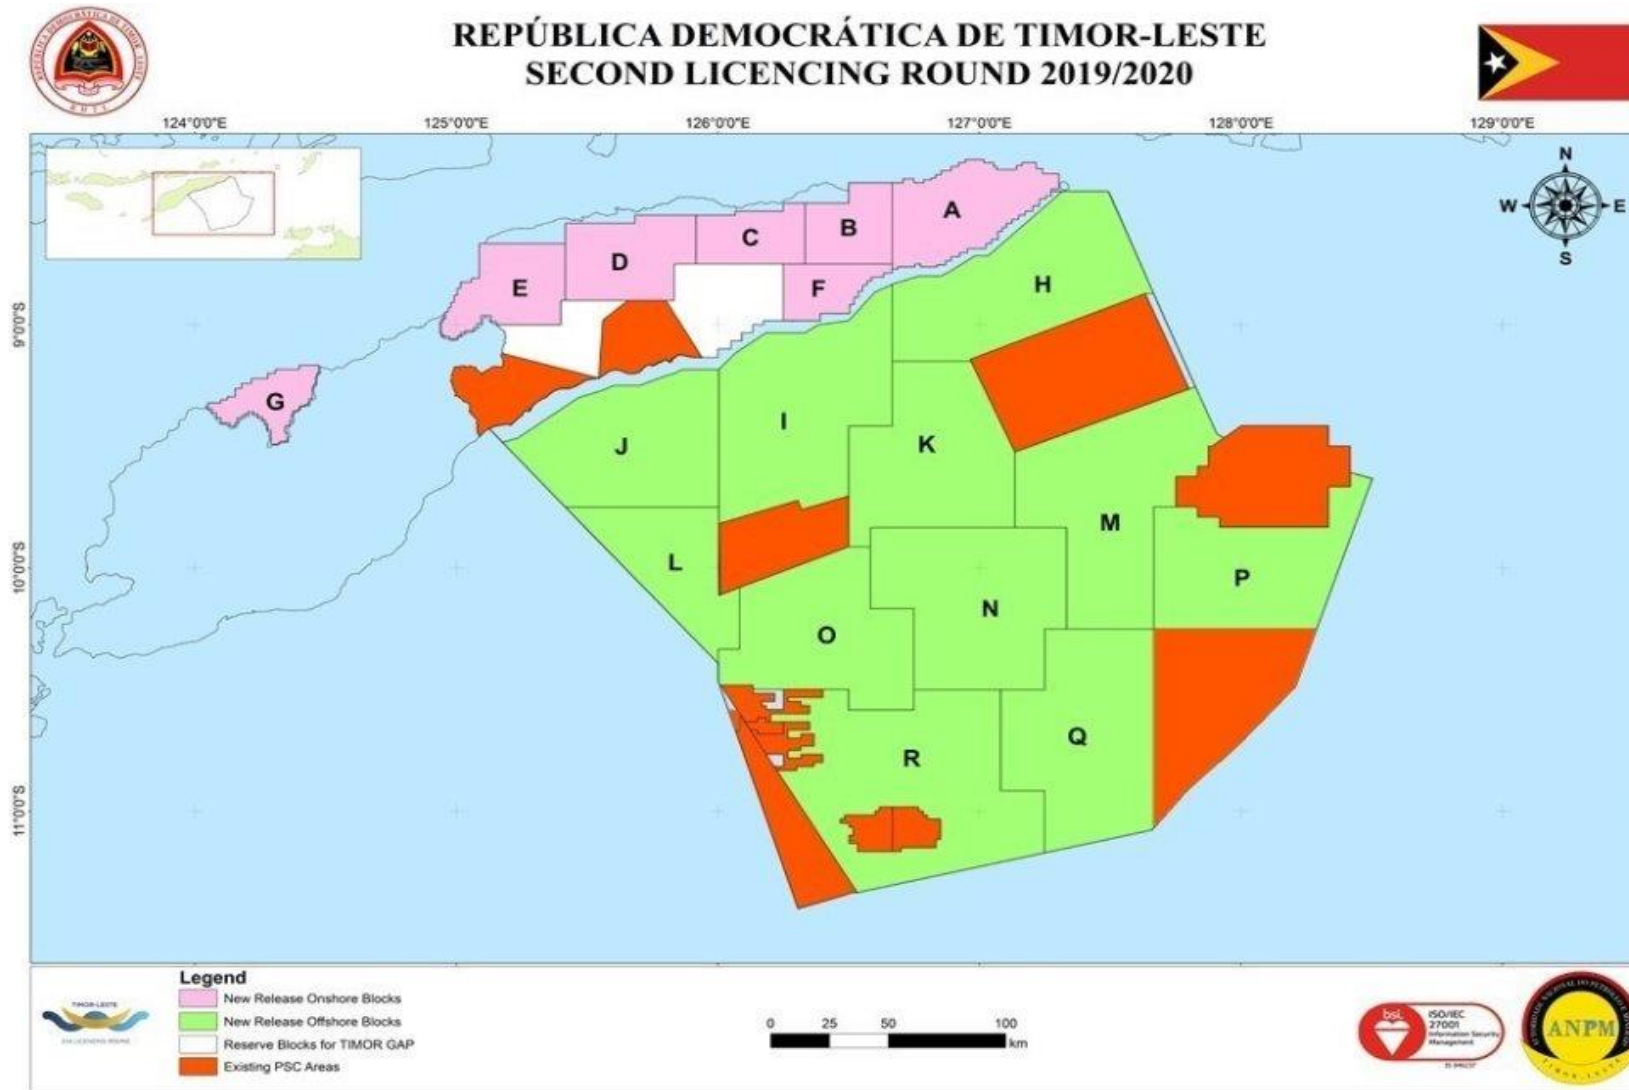 REPÚBLICA DEMOCRÁTICA DE TIMOR-LESTE
SECOND LICENCING ROUND 2019/2020
124°0'0"E 125°0'0"E 126°0'0"E 127°0'0"E 128°0'0"E 129°0'0"E
N
W E
S
9°0'0"S
10°0'0"S
11°0'0"S
A
B
C
D
E
F
G
H
I
J
K
L
M
N
O
P
Q
R
Legend
New Release Onshore Blocks
New Release Offshore Blocks
Reserve Blocks for TIMOR GAP
Existing PSC Areas
0 25 50 100
km
TIMOR-LESTE
bsi.
ISO/IEC
27001
Information Security
Management
ANPM